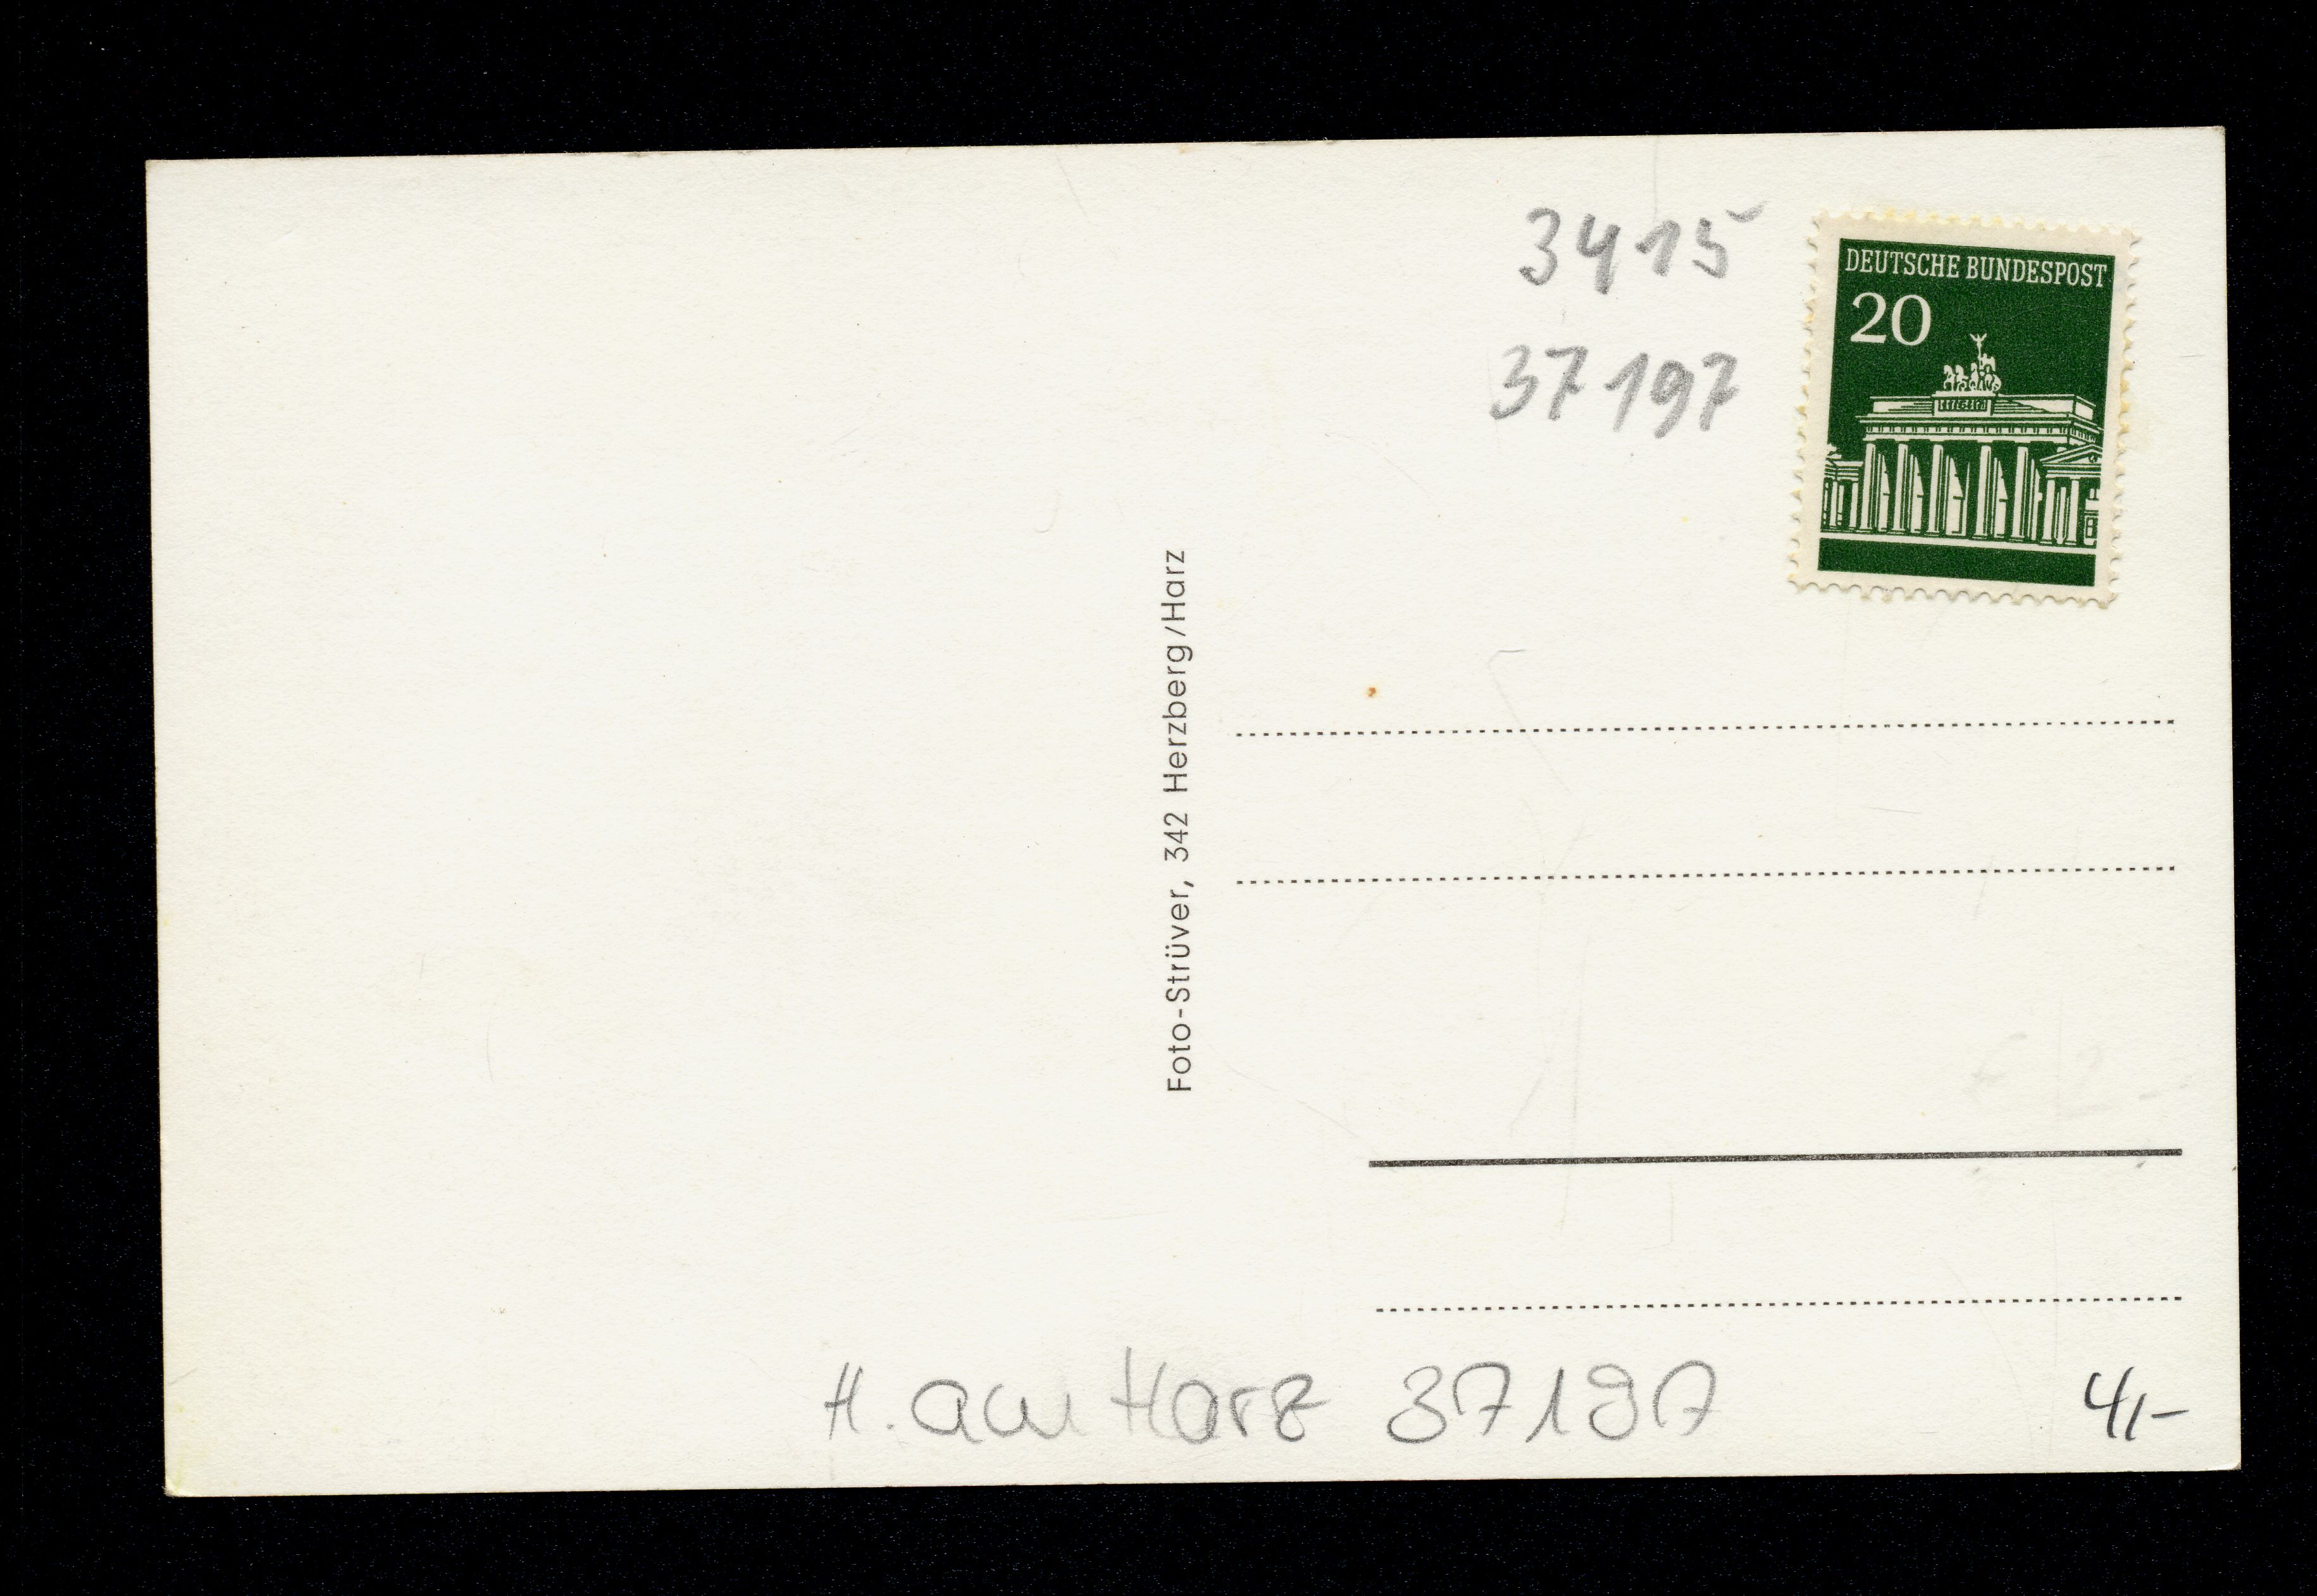 3415
37197
DEUTSCHE BUNDESPOST
20
Foto-Strüver, 342 Herzberg/Harz
H. am Harz 37197
4,-